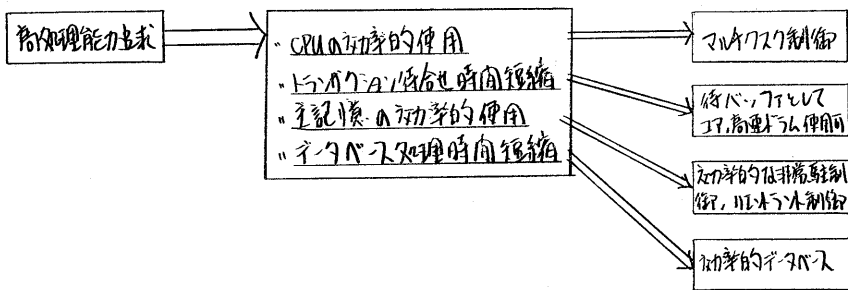 高処理能力追求
・CPUの効率的使用
・トランザクション待合せ時間短縮
・主記憶の効率的使用
・データベース処理時間短縮
マルチタスク制御
待バッファとして
コア,高速ドラム使用可
効率的な非常駐制
御,リエントラント制御
効率的データベース